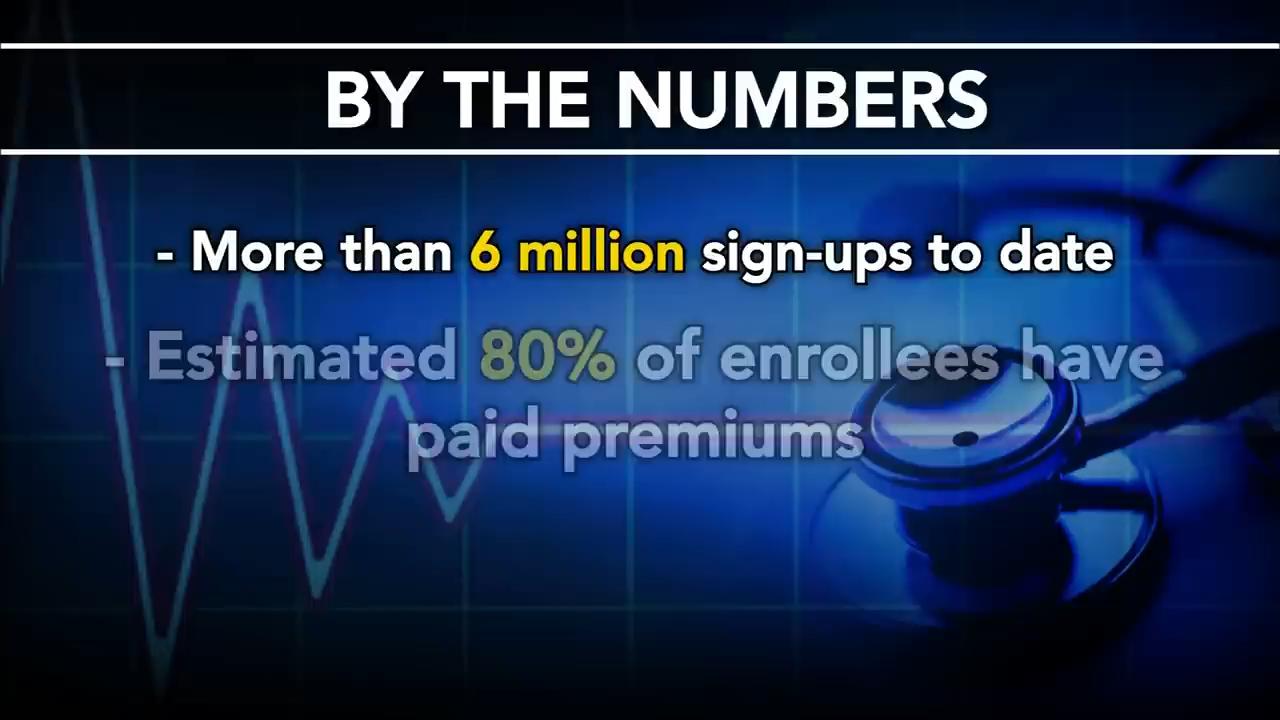 BY THE NUMBERS
- More than 6 million sign-ups to date
- Estimated 80% of enrollees have
paid premiums